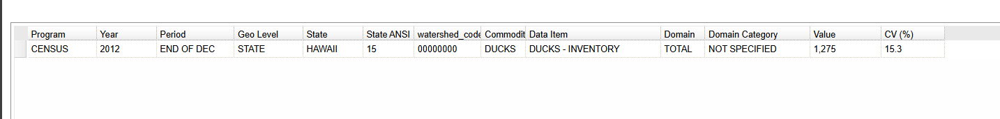 Program Year Period Geo Level State State ANSI watershed_code Commodit Data Item Domain Domain Category Value CV (%)
CENSUS 2012 END OF DEC STATE HAWAII 15 00000000 DUCKS DUCKS - INVENTORY TOTAL NOT SPECIFIED 1,275 15.3